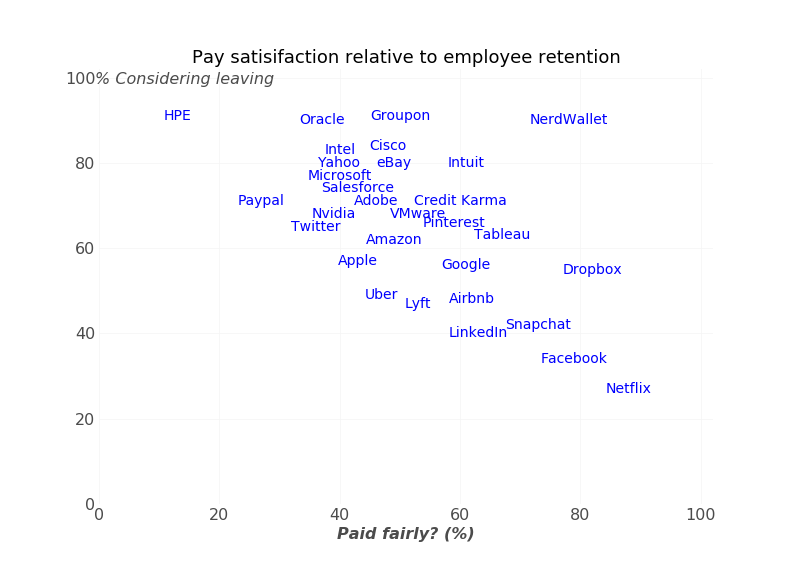 Pay satisifaction relative to employee retention
100% Considering leaving
HPE
Oracle
Groupon
NerdWallet
Intel
Cisco
80
Yahoo
eBay
Intuit
Microsoft
Salesforce
Paypal
Adobe
Credit Karma
Nvidia
VMware
Twitter
Pinterest
Tableau
60
Amazon
Apple
Google
Dropbox
Uber
Lyft
Airbnb
40
LinkedIn
Snapchat
Facebook
Netflix
20
0
0 20 40 60 80 100
Paid fairly? (%)